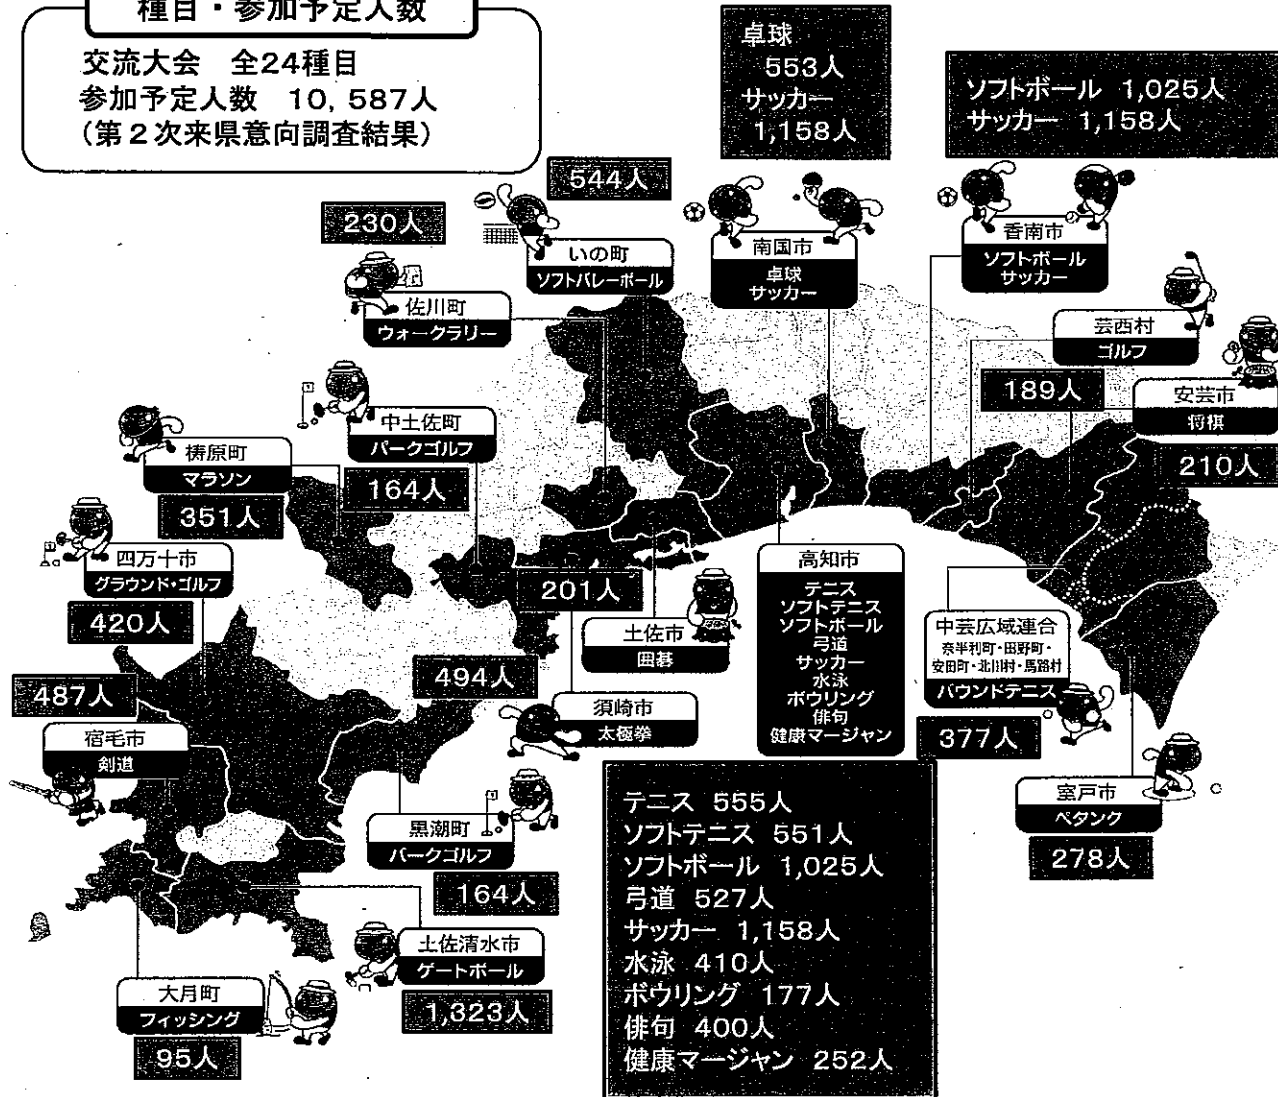 種目・参加予定人数
交流大会 全24種目
参加予定人数 10,587人
(第2次来県意向調査結果)
卓球
553人
サッカー
1,158人
ソフトボール 1,025人
サッカー 1,158人
544人
230人
いの町
ソフトバレーボール
南国市
卓球
サッカー
香南市
ソフトボール
サッカー
佐川町
ウォークラリー
芸西村
ゴルフ
189人
安芸市
将棋
210人
中土佐町
パークゴルフ
164人
梼原町
マラソン
351人
四万十市
グラウンド・ゴルフ
420人
201人
土佐市
囲碁
高知市
テニス
ソフトテニス
ソフトボール
弓道
サッカー
水泳
ボウリング
俳句
健康マージャン
中芸広域連合
奈半利町・田野町・
安田町・北川村・馬路村
バウンドテニス
377人
494人
須崎市
太極拳
487人
宿毛市
剣道
室戸市
ペタンク
278人
黒潮町
パークゴルフ
164人
テニス 555人
ソフトテニス 551人
ソフトボール 1,025人
弓道 527人
サッカー 1,158人
水泳 410人
ボウリング 177人
俳句 400人
健康マージャン 252人
土佐清水市
ゲートボール
1,323人
大月町
フィッシング
95人